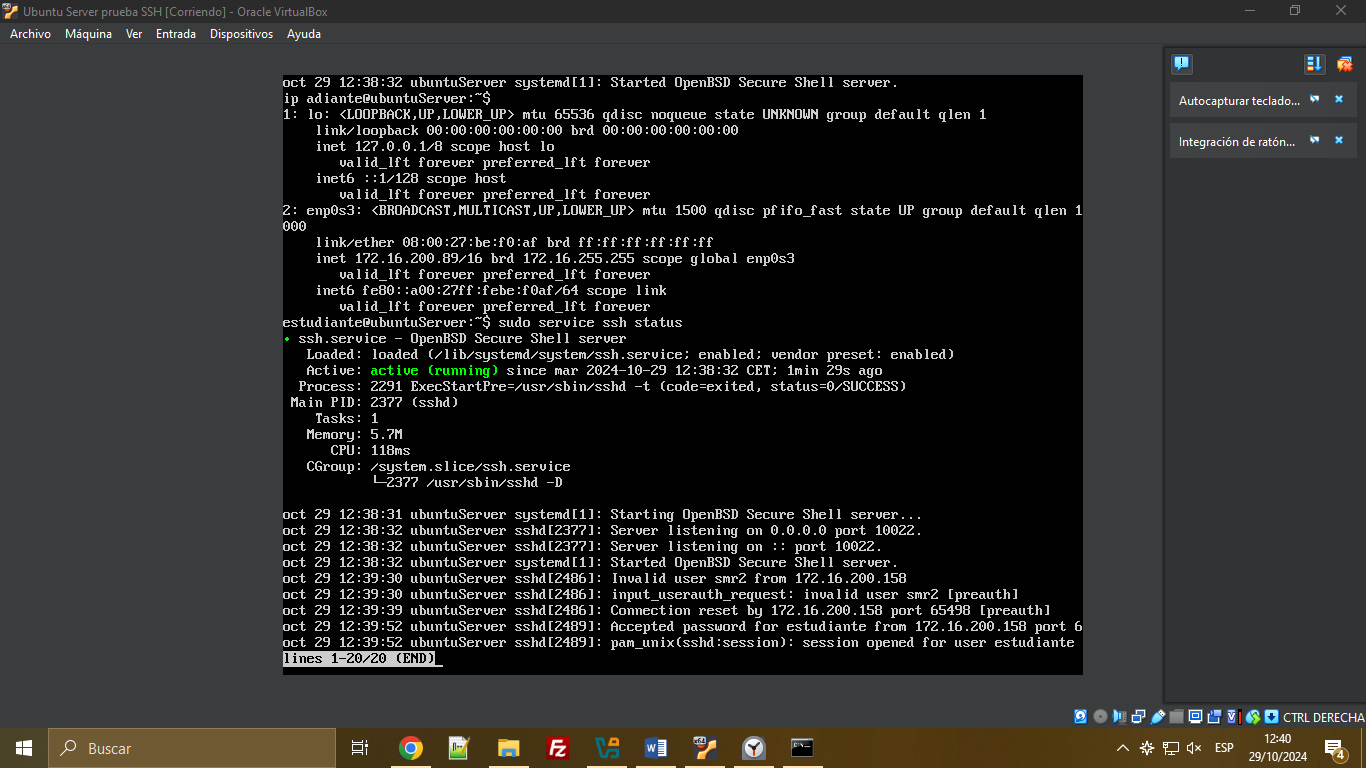 Ubuntu Server prueba SSH [Corriendo] - Oracle VirtualBox
Archivo Máquina Ver Entrada Dispositivos Ayuda
Autocapturar teclado...
Integración de ratón...
oct 29 12:38:32 ubuntuServer systemd[1]: Started OpenBSD Secure Shell server.
ip adiante@ubuntuServer:~$
1: lo: <LOOPBACK,UP,LOWER_UP> mtu 65536 qdisc noqueue state UNKNOWN group default qlen 1
link/loopback 00:00:00:00:00:00 brd 00:00:00:00:00:00
inet 127.0.0.1/8 scope host lo
valid_lft forever preferred_lft forever
inet6 ::1/128 scope host
valid_lft forever preferred_lft forever
2: enp0s3: <BROADCAST,MULTICAST,UP,LOWER_UP> mtu 1500 qdisc pfifo_fast state UP group default qlen 1
000
link/ether 08:00:27:be:f0:af brd ff:ff:ff:ff:ff:ff
inet 172.16.200.89/16 brd 172.16.255.255 scope global enp0s3
valid_lft forever preferred_lft forever
inet6 fe80::a00:27ff:febe:f0af/64 scope link
valid_lft forever preferred_lft forever
estudiante@ubuntuServer:~$ sudo service ssh status
• ssh.service - OpenBSD Secure Shell server
Loaded: loaded (/lib/systemd/system/ssh.service; enabled; vendor preset: enabled)
Active: active (running) since mar 2024-10-29 12:38:32 CET; 1min 29s ago
Process: 2291 ExecStartPre=/usr/sbin/sshd -t (code=exited, status=0/SUCCESS)
Main PID: 2377 (sshd)
Tasks: 1
Memory: 5.7M
CPU: 118ms
CGroup: /system.slice/ssh.service
└─2377 /usr/sbin/sshd -D
oct 29 12:38:31 ubuntuServer systemd[1]: Starting OpenBSD Secure Shell server...
oct 29 12:38:32 ubuntuServer sshd[2377]: Server listening on 0.0.0.0 port 10022.
oct 29 12:38:32 ubuntuServer sshd[2377]: Server listening on :: port 10022.
oct 29 12:38:32 ubuntuServer systemd[1]: Started OpenBSD Secure Shell server.
oct 29 12:39:30 ubuntuServer sshd[2486]: Invalid user smr2 from 172.16.200.158
oct 29 12:39:30 ubuntuServer sshd[2486]: input_userauth_request: invalid user smr2 [preauth]
oct 29 12:39:39 ubuntuServer sshd[2486]: Connection reset by 172.16.200.158 port 65498 [preauth]
oct 29 12:39:52 ubuntuServer sshd[2489]: Accepted password for estudiante from 172.16.200.158 port 6
oct 29 12:39:52 ubuntuServer sshd[2489]: pam_unix(sshd:session): session opened for user estudiante
lines 1-20/20 (END)
CTRL DERECHA
Buscar
ESP
12:40
29/10/2024
4